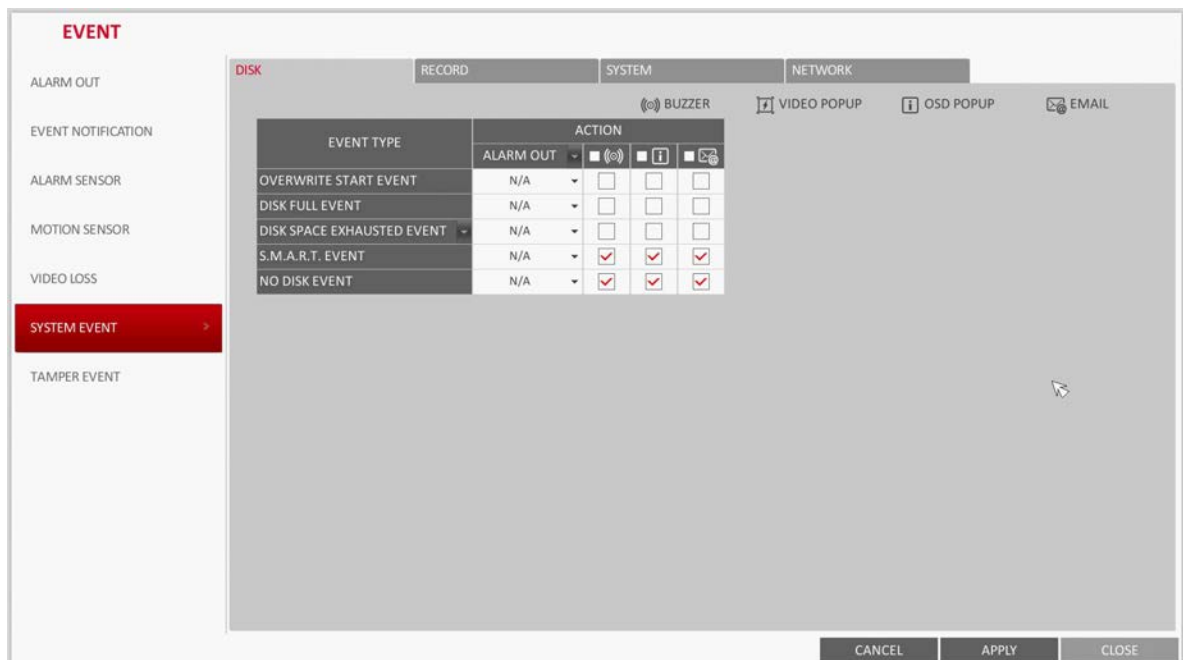 EVENT
ALARM OUT
EVENT NOTIFICATION
ALARM SENSOR
MOTION SENSOR
VIDEO LOSS
SYSTEM EVENT
TAMPER EVENT
DISK RECORD SYSTEM NETWORK
BUZZER VIDEO POPUP OSD POPUP EMAIL
EVENT TYPE ACTION
ALARM OUT
OVERWRITE START EVENT N/A
DISK FULL EVENT N/A
DISK SPACE EXHAUSTED EVENT N/A
S.M.A.R.T. EVENT N/A
NO DISK EVENT N/A
CANCEL APPLY CLOSE